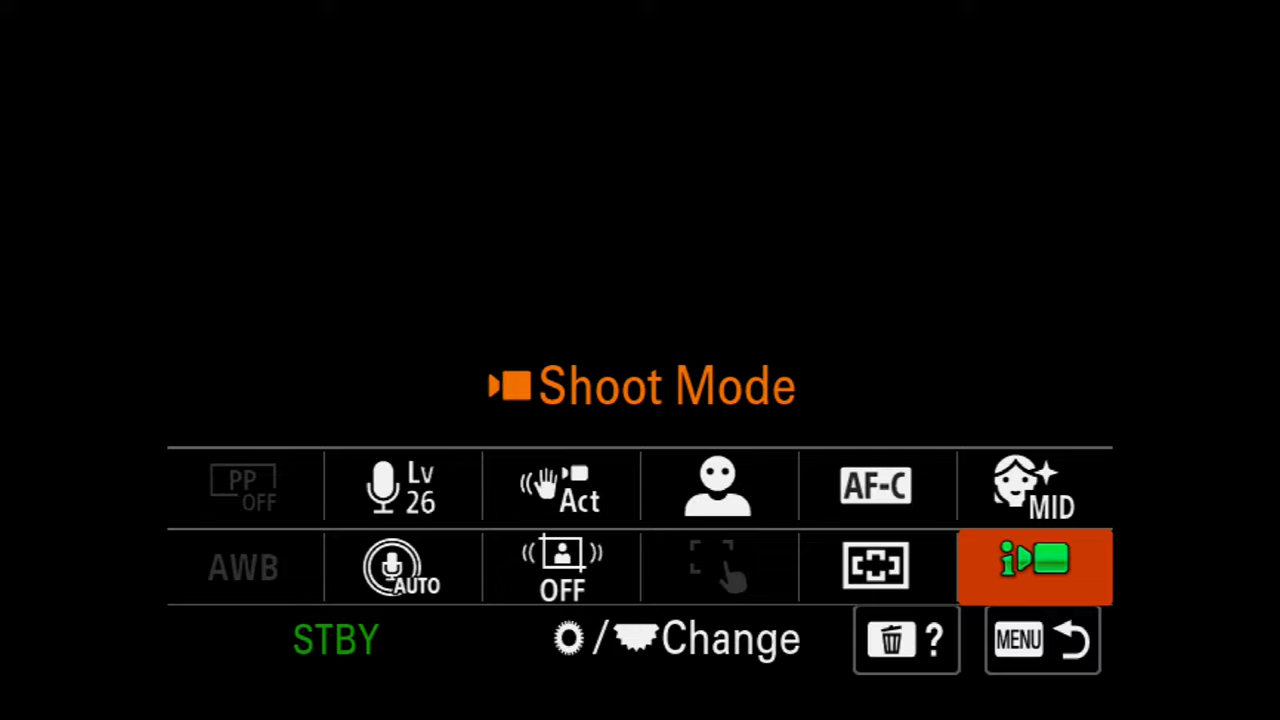 Shoot Mode
PP OFF
Lv 26
Act
AF-C
MID
AWB
AUTO
OFF
i
STBY
/ Change
?
MENU